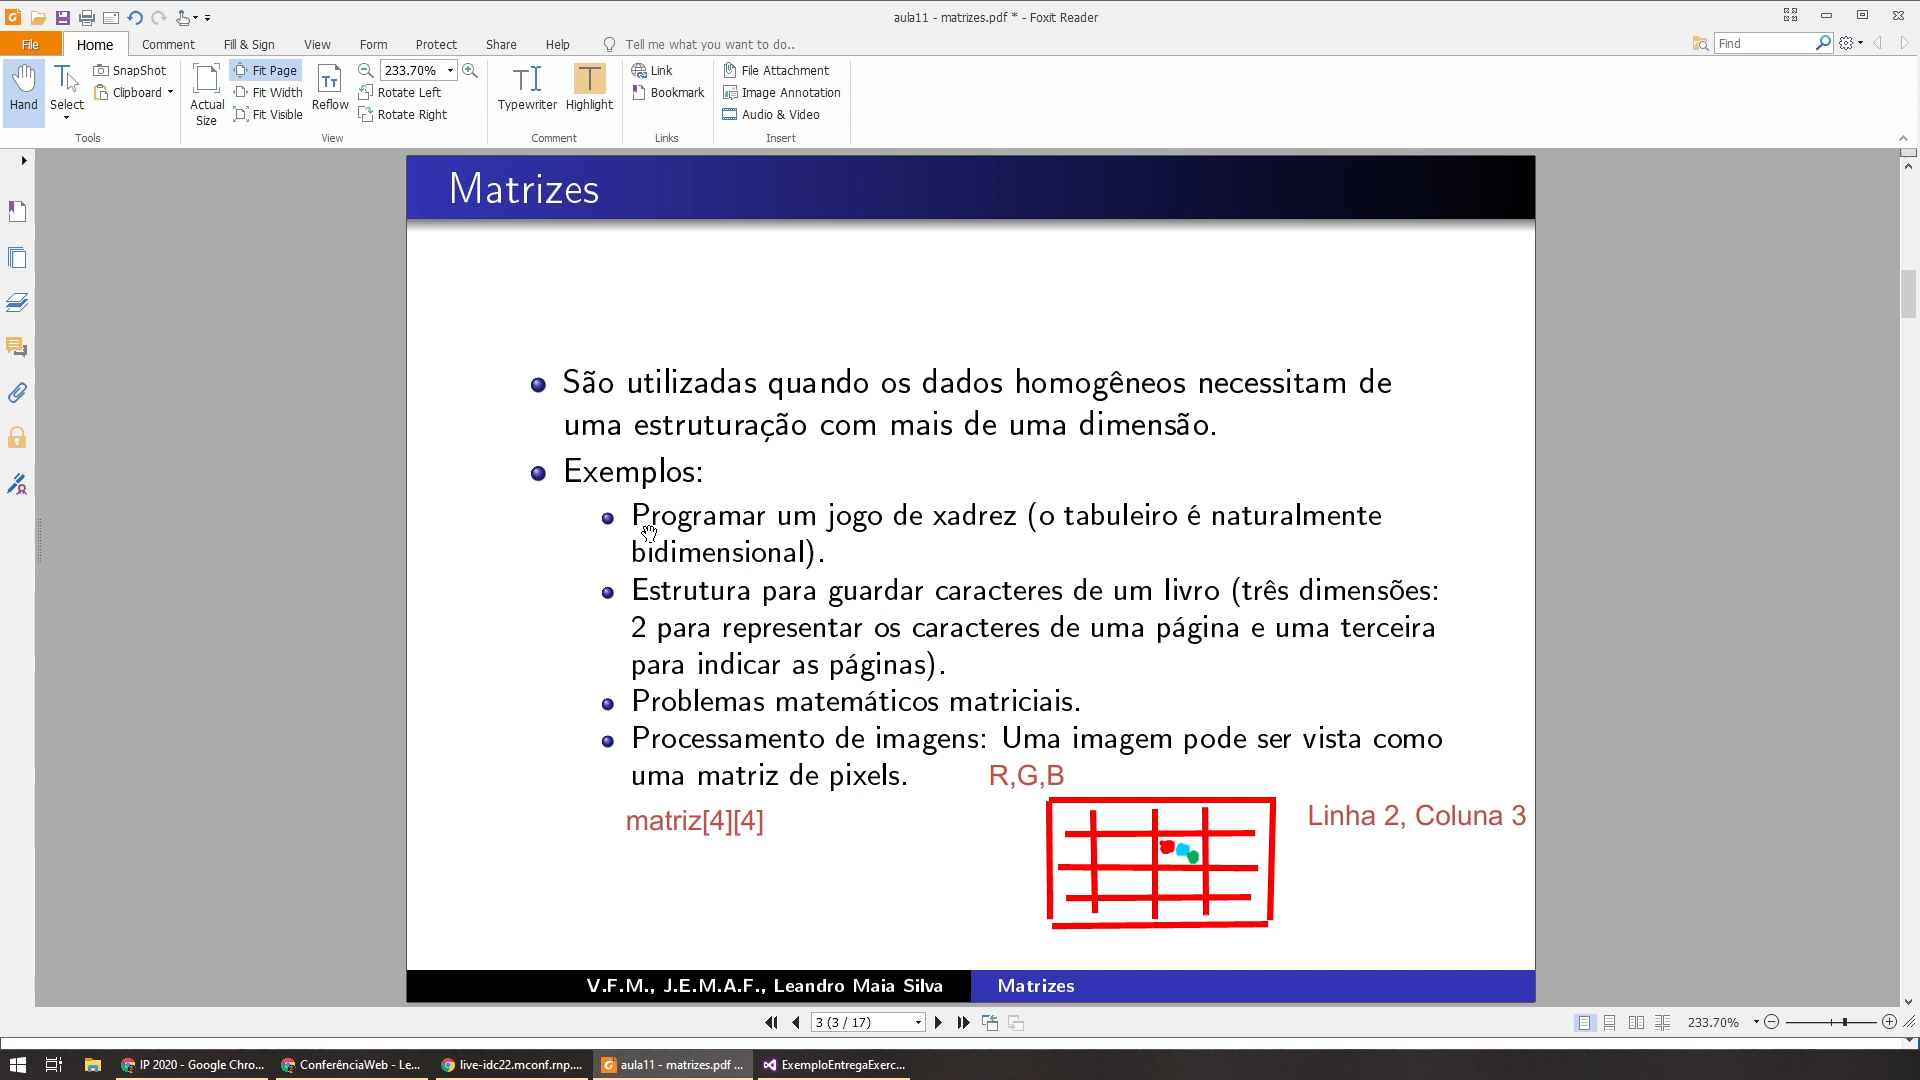 aula11 - matrizes.pdf * - Foxit Reader
File Home Comment Fill & Sign View Form Protect Share Help Tell me what you want to do.. Find
Hand Select SnapShot Clipboard
Tools
Actual Size Fit Page Fit Width Fit Visible Reflow 233.70% Rotate Left Rotate Right
View
Typewriter Highlight
Comment
Link Bookmark
Links
File Attachment Image Annotation Audio & Video
Insert
Matrizes
São utilizadas quando os dados homogêneos necessitam de
uma estruturação com mais de uma dimensão.
Exemplos:
Programar um jogo de xadrez (o tabuleiro é naturalmente
bidimensional).
Estrutura para guardar caracteres de um livro (três dimensões:
2 para representar os caracteres de uma página e uma terceira
para indicar as páginas).
Problemas matemáticos matriciais.
Processamento de imagens: Uma imagem pode ser vista como
uma matriz de pixels. R,G,B
matriz[4][4] Linha 2, Coluna 3
V.F.M., J.E.M.A.F., Leandro Maia Silva Matrizes
3 (3 / 17) 233.70%
IP 2020 - Google Chro... ConferênciaWeb - Le... live-idc22.mconf.rnp.... aula11 - matrizes.pdf ... ExemploEntregaExerc...